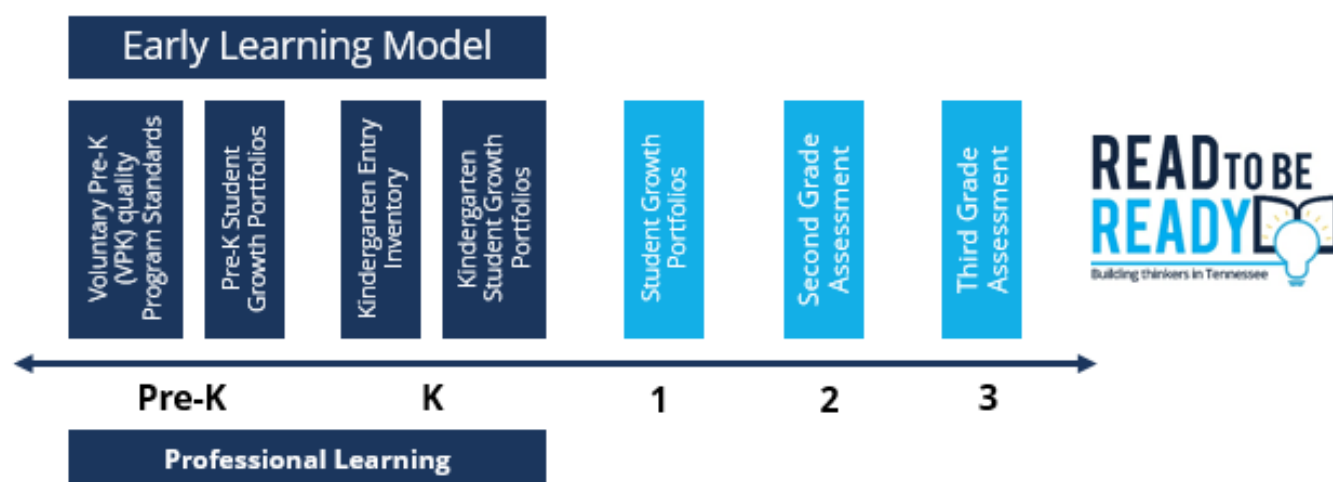 Early Learning Model
Voluntary Pre-K
(VPK) quality
Program Standards
Pre-K Student
Growth Portfolios
Kindergarten Entry
Inventory
Kindergarten
Student Growth
Portfolios
Student Growth
Portfolios
Second Grade
Assessment
Third Grade
Assessment
READ TO BE
READY
Building thinkers in Tennessee
Pre-K
K
1
2
3
Professional Learning